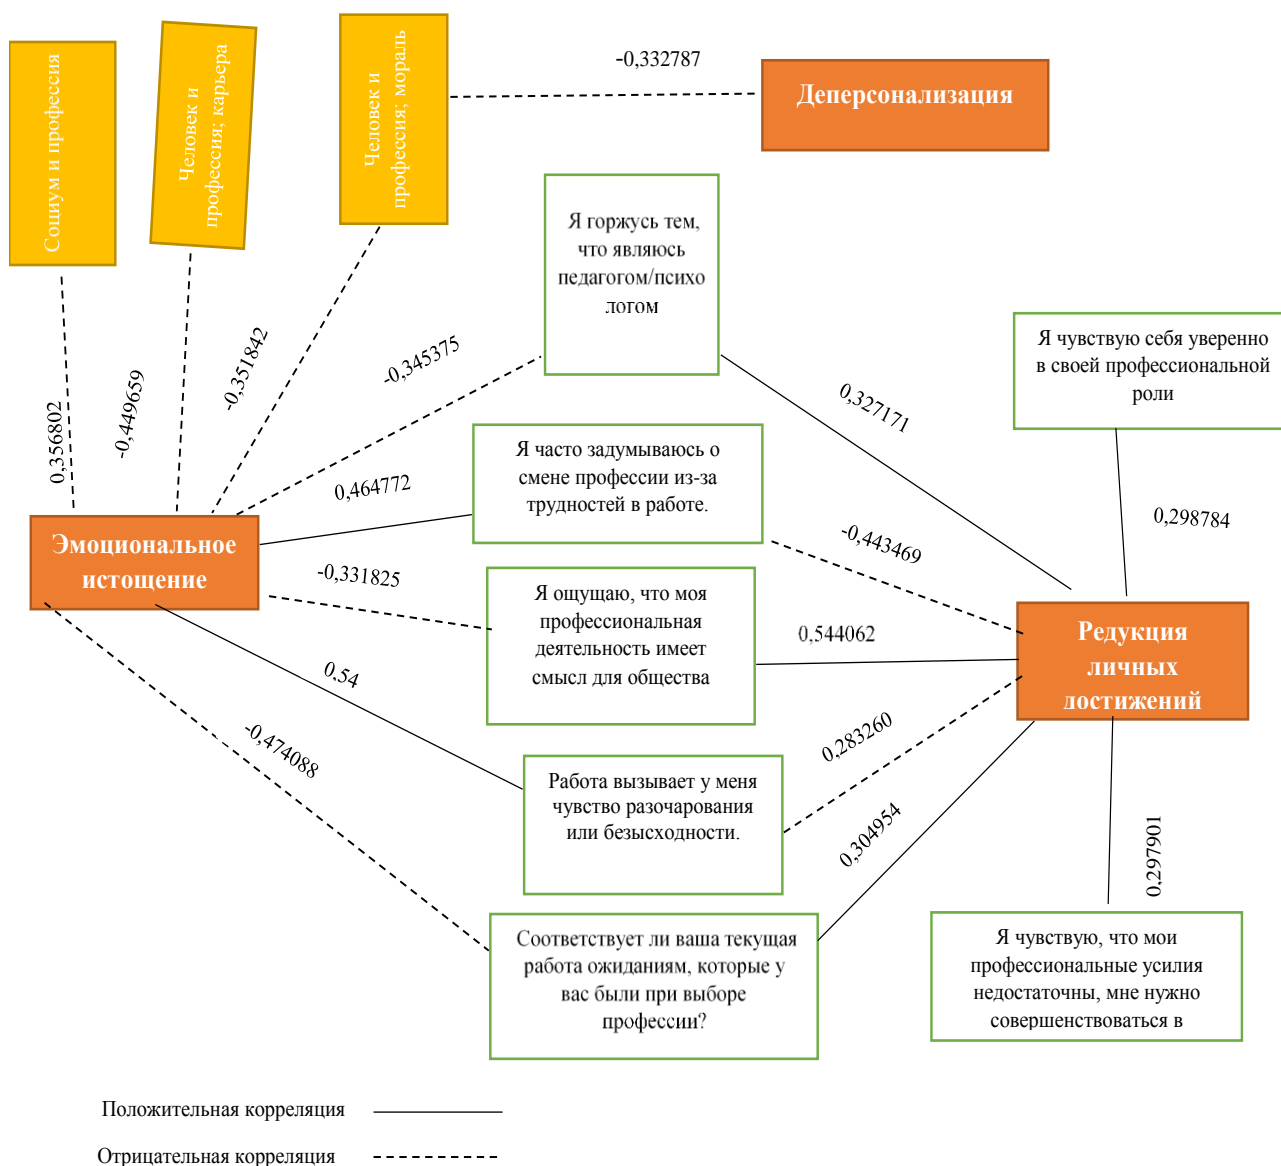 Социум и профессия
Человек и
профессия; карьера
Человек и
профессия; мораль
-0,332787
Деперсонализация
Я горжусь тем,
что являюсь
педагогом/психо
логом
0,356802
-0,449659
-0,351842
-0,345375
0,327171
Я чувствую себя уверенно
в своей профессиональной
роли
0,298784
Я часто задумываюсь о
смене профессии из-за
трудностей в работе.
0,464772
-0,443469
Эмоциональное
истощение
-0,331825
Я ощущаю, что моя
профессиональная
деятельность имеет
смысл для общества
0,544062
Редукция
личных
достижений
0.54
-0,474088
Работа вызывает у меня
чувство разочарования
или безысходности.
0,283260
0,304954
0.297901
Соответствует ли ваша текущая
работа ожиданиям, которые у
вас были при выборе
профессии?
Я чувствую, что мои
профессиональные усилия
недостаточны, мне нужно
совершенствоваться в
Положительная корреляция
Отрицательная корреляция